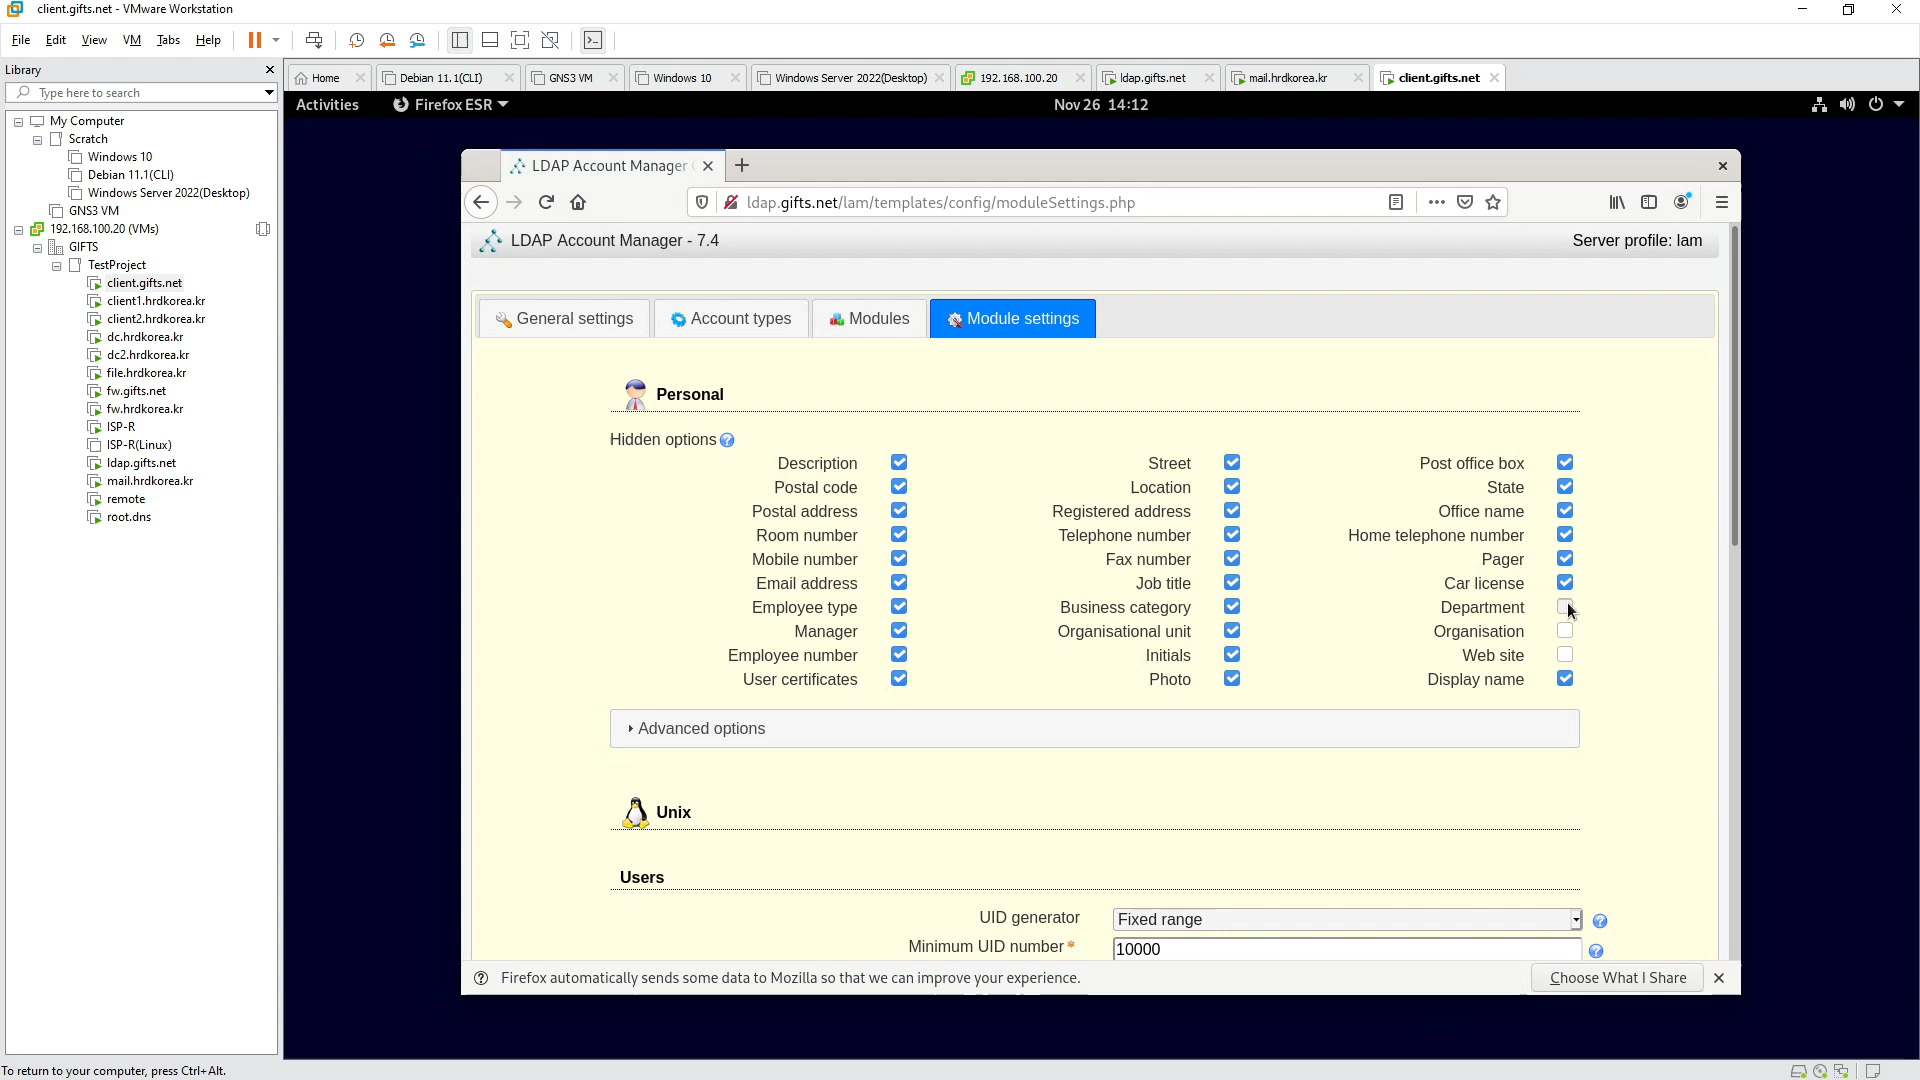 client.gifts.net - VMware Workstation
File Edit View VM Tabs Help
Library
Type here to search
My Computer
Scratch
Windows 10
Debian 11.1(CLI)
Windows Server 2022(Desktop)
GNS3 VM
192.168.100.20 (VMs)
GIFTS
TestProject
client.gifts.net
client1.hrdkorea.kr
client2.hrdkorea.kr
dc.hrdkorea.kr
dc2.hrdkorea.kr
file.hrdkorea.kr
fw.gifts.net
fw.hrdkorea.kr
ISP-R
ISP-R(Linux)
ldap.gifts.net
mail.hrdkorea.kr
remote
root.dns
Home Debian 11.1(CLI) GNS3 VM Windows 10 Windows Server 2022(Desktop) 192.168.100.20 ldap.gifts.net mail.hrdkorea.kr client.gifts.net
Activities Firefox ESR Nov 26 14:12
LDAP Account Manager
ldap.gifts.net/lam/templates/config/moduleSettings.php
LDAP Account Manager - 7.4 Server profile: lam
General settings Account types Modules Module settings
Personal
Hidden options
Description Street Post office box
Postal code Location State
Postal address Registered address Office name
Room number Telephone number Home telephone number
Mobile number Fax number Pager
Email address Job title Car license
Employee type Business category Department
Manager Organisational unit Organisation
Employee number Initials Web site
User certificates Photo Display name
Advanced options
Unix
Users
UID generator Fixed range
Minimum UID number * 10000
Firefox automatically sends some data to Mozilla so that we can improve your experience. Choose What I Share
To return to your computer, press Ctrl+Alt.